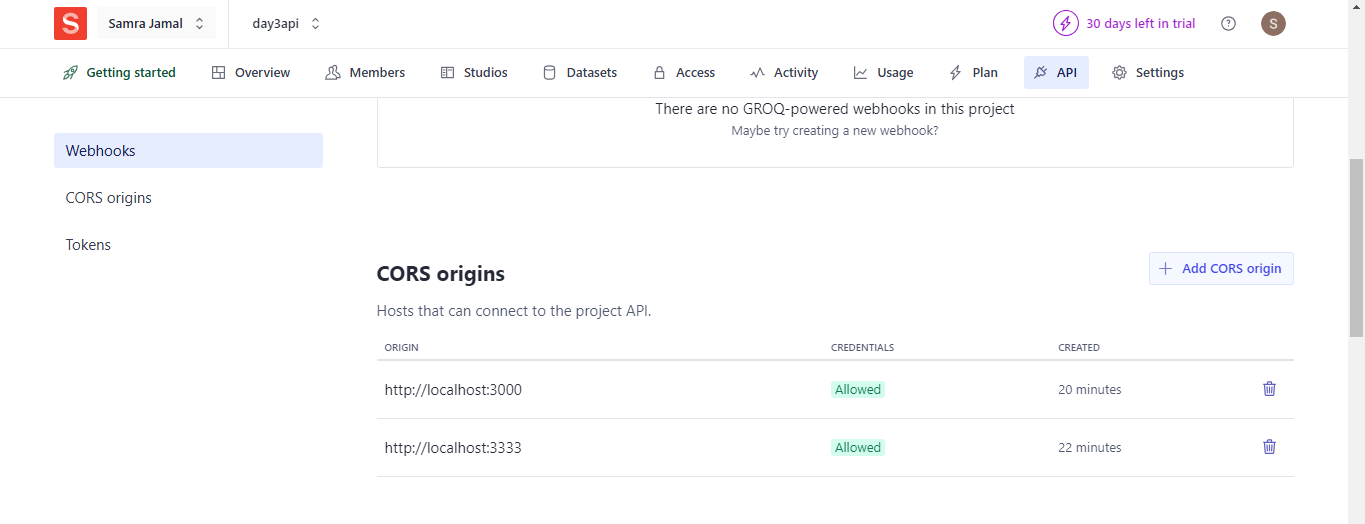 S Samra Jamal day3api 30 days left in trial S
Getting started Overview Members Studios Datasets Access Activity Usage Plan API Settings
There are no GROQ-powered webhooks in this project
Maybe try creating a new webhook?
Webhooks
CORS origins
Tokens
CORS origins
Add CORS origin
Hosts that can connect to the project API.
ORIGIN CREDENTIALS CREATED
http://localhost:3000 Allowed 20 minutes
http://localhost:3333 Allowed 22 minutes